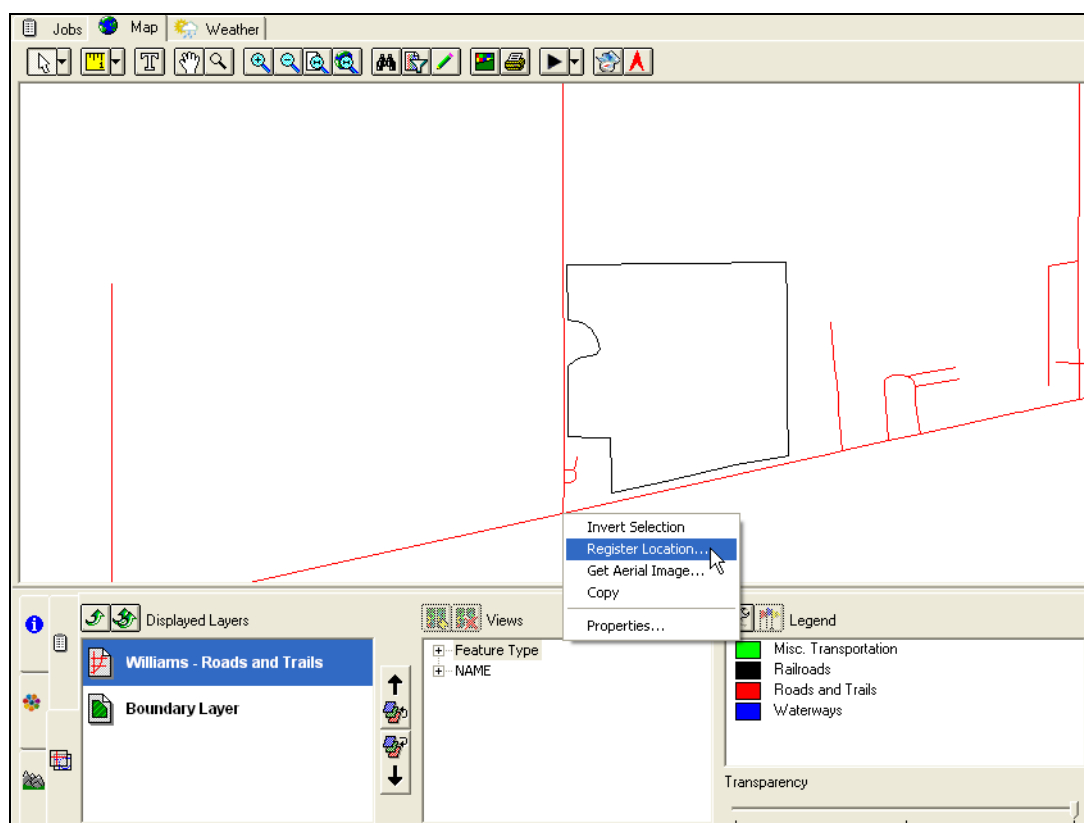 Jobs Map Weather
T
Invert Selection
Register Location...
Get Aerial Image...
Copy
Properties...
Displayed Layers
Williams - Roads and Trails
Boundary Layer
Views
Feature Type
NAME
Legend
Misc. Transportation
Railroads
Roads and Trails
Waterways
Transparency